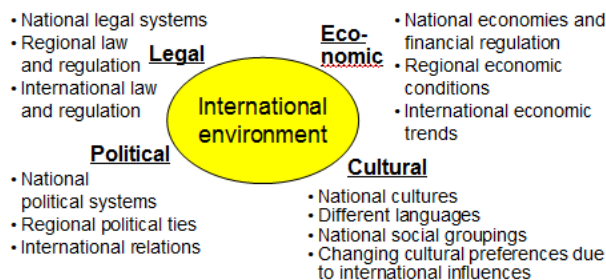 • National legal systems
• Regional law
and regulation
• International law
and regulation
Legal
Eco-
nomic
• National economies and
financial regulation
• Regional economic
conditions
• International economic
trends
International
environment
Political
• National
political systems
• Regional political ties
• International relations
Cultural
• National cultures
• Different languages
• National social groupings
• Changing cultural preferences due
to international influences